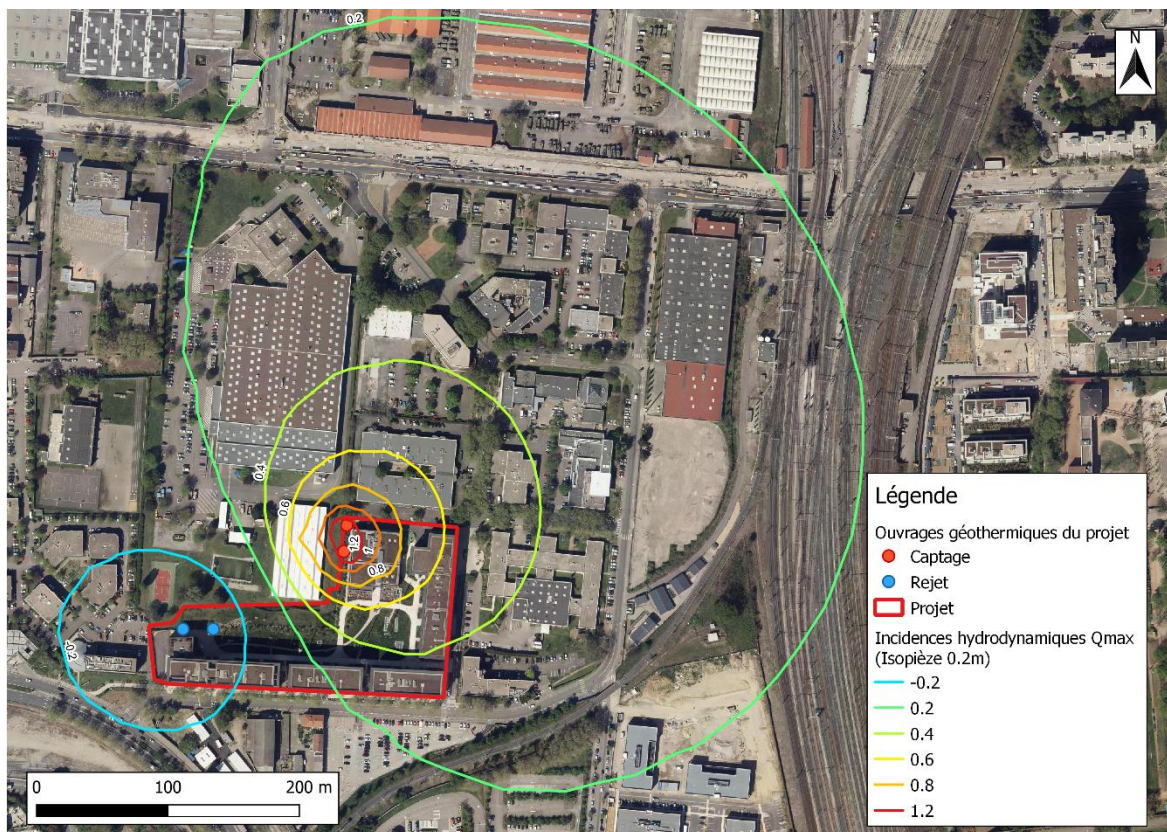 0.2
N
0.4
0.6
1.2
1
0.8
-0.2
0 100 200 m
Légende
Ouvrages géothermiques du projet
Captage
Rejet
Projet
Incidences hydrodynamiques Qmax
(Isopièze 0.2m)
-0.2
0.2
0.4
0.6
0.8
1.2